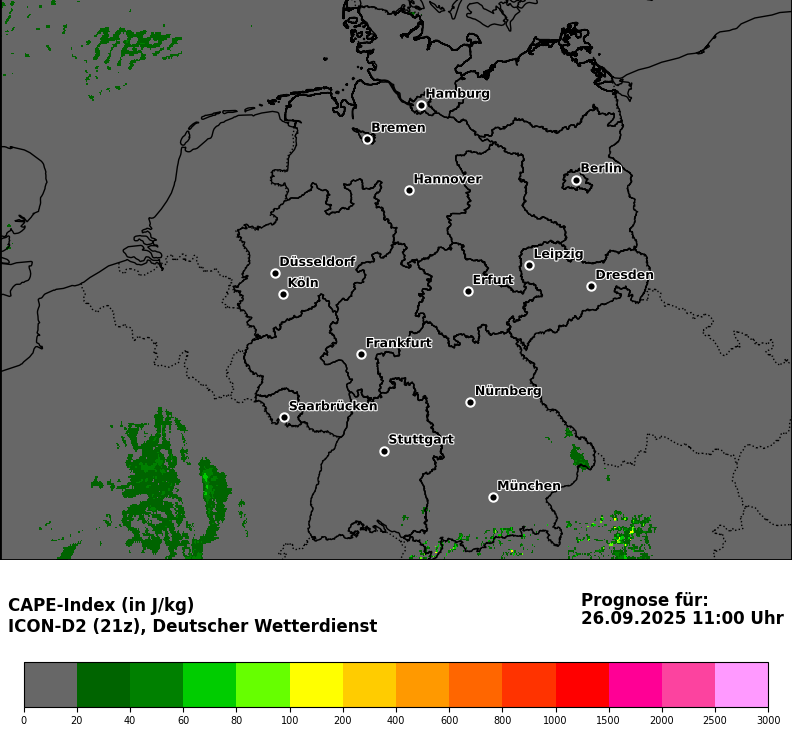 Hamburg
Bremen
Berlin
Hannover
Leipzig
Düsseldorf
Dresden
Köln
Erfurt
Frankfurt
Nürnberg
Saarbrücken
Stuttgart
München
CAPE-Index (in J/kg)
ICON-D2 (21z), Deutscher Wetterdienst
Prognose für:
26.09.2025 11:00 Uhr
0 20 40 60 80 100 200 400 600 800 1000 1500 2000 2500 3000